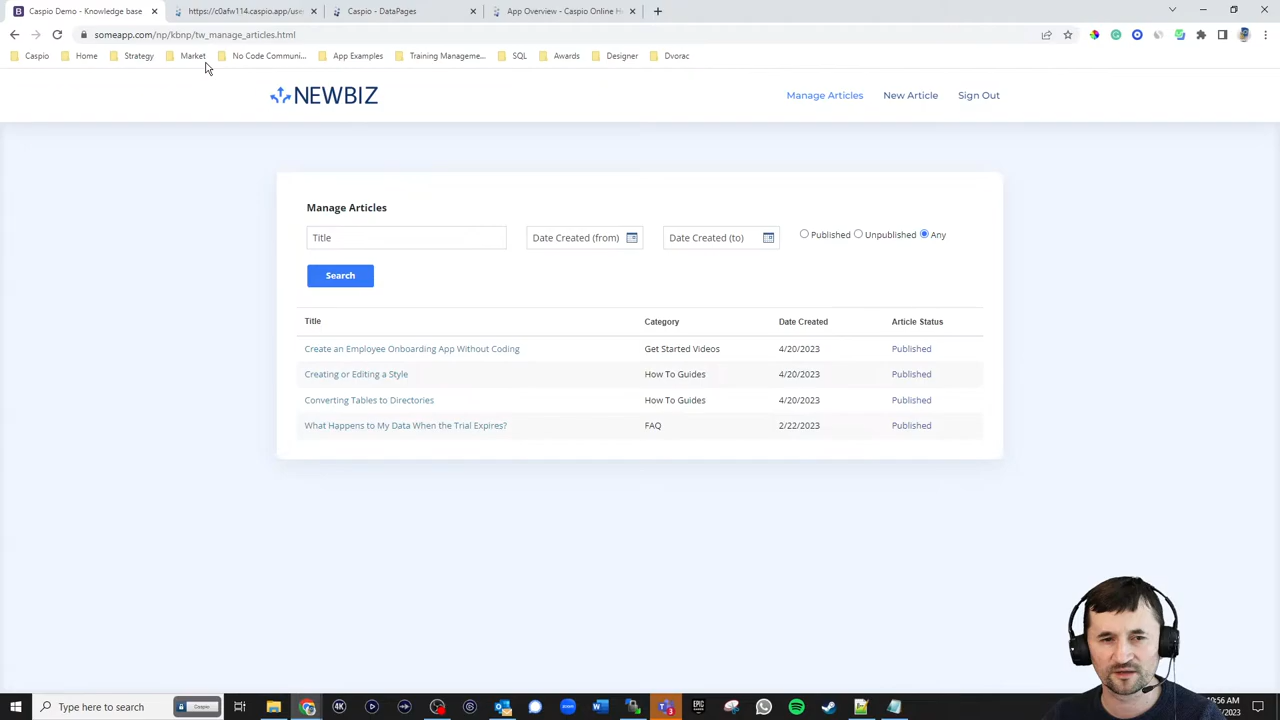 Caspio Demo - Knowledge base
https://c0afw114.caspio.app/use
Caspio - DataPages
App Overview - Caspio Online H
someapp.com/np/kbnp/tw_manage_articles.html
Caspio
Home
Strategy
Market
No Code Communi...
App Examples
Training Manageme...
SQL
Awards
Designer
Dvorac
NEWBIZ
Manage Articles
New Article
Sign Out
Manage Articles
Title
Date Created (from)
Date Created (to)
Published
Unpublished
Any
Search
Title Category Date Created Article Status
Create an Employee Onboarding App Without Coding Get Started Videos 4/20/2023 Published
Creating or Editing a Style How To Guides 4/20/2023 Published
Converting Tables to Directories How To Guides 4/20/2023 Published
What Happens to My Data When the Trial Expires? FAQ 2/22/2023 Published
Type here to search
Caspio
4K